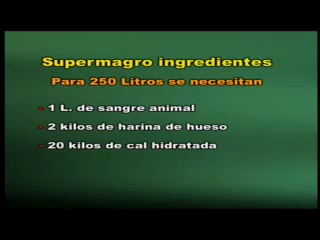 Supermagro ingredientes
Para 250 Litros se necesitan
- 1 L. de sangre animal
- 2 kilos de harina de hueso
- 20 kilos de cal hidratada